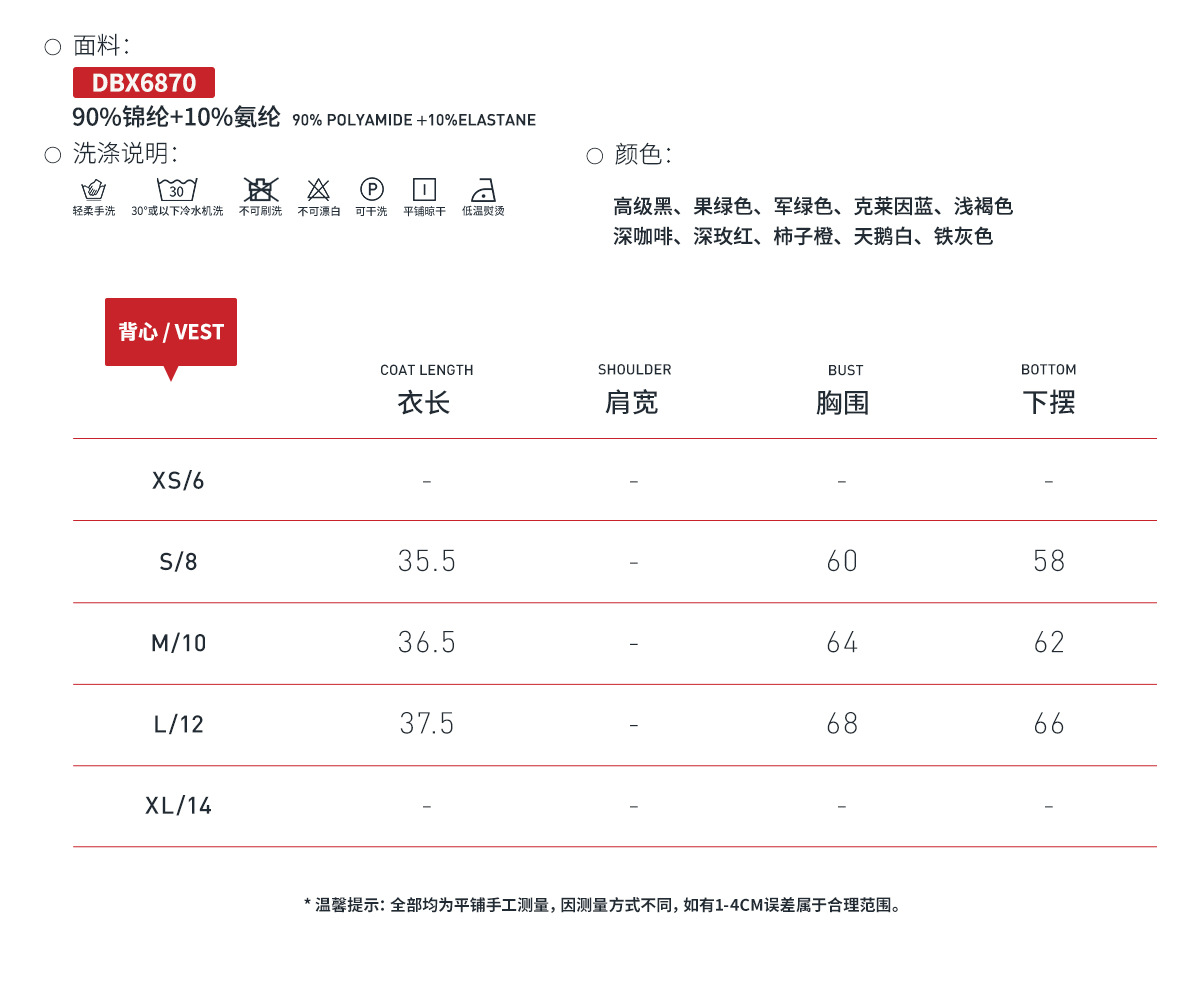 面料：
DBX6870
90%锦纶+10%氨纶 90% POLYAMIDE +10%ELASTANE
洗涤说明：
30
P
轻柔手洗 30°或以下冷水机洗 不可刷洗 不可漂白 可干洗 平铺晾干 低温熨烫
颜色：
高级黑、果绿色、军绿色、克莱因蓝、浅褐色
深咖啡、深玫红、柿子橙、天鹅白、铁灰色
背心 / VEST
COAT LENGTH SHOULDER BUST BOTTOM
衣长 肩宽 胸围 下摆
XS/6 - - - -
S/8 35.5 - 60 58
M/10 36.5 - 64 62
L/12 37.5 - 68 66
XL/14 - - - -
* 温馨提示：全部均为平铺手工测量，因测量方式不同，如有1-4CM误差属于合理范围。